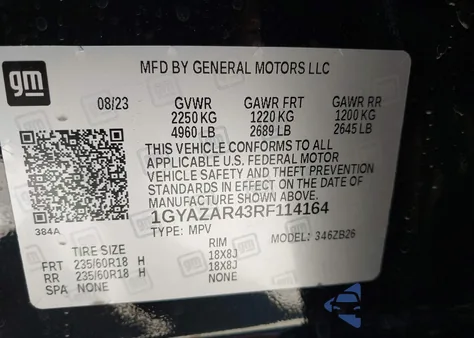 gm
MFD BY GENERAL MOTORS LLC
08/23 GVWR GAWR FRT GAWR RR
2250 KG 1220 KG 1200 KG
4960 LB 2689 LB 2645 LB
THIS VEHICLE CONFORMS TO ALL
APPLICABLE U.S. FEDERAL MOTOR
VEHICLE SAFETY AND THEFT PREVENTION
STANDARDS IN EFFECT ON THE DATE OF
MANUFACTURE SHOWN ABOVE.
1GYAZAR43RF114164
384A
TYPE: MPV MODEL: 346ZB26
TIRE SIZE RIM
FRT 235/60R18 H 18X8J
RR 235/60R18 H 18X8J
SPA NONE NONE